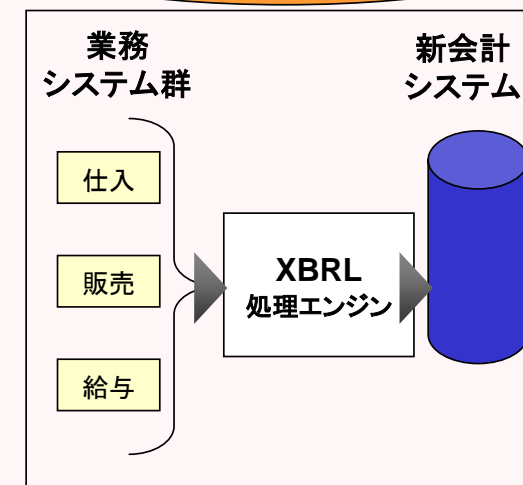 業務
システム群
新会計
システム
仕入
販売
給与
XBRL
処理エンジン